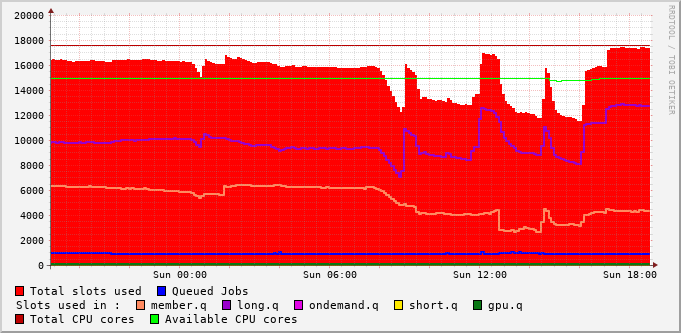 20000
18000
16000
14000
12000
10000
8000
6000
4000
2000
0
Sun 00:00 Sun 06:00 Sun 12:00 Sun 18:00
RRDTOOL / TOBI OETIKER
Total slots used Queued Jobs
Slots used in : member.q long.q ondemand.q short.q gpu.q
Total CPU cores Available CPU cores